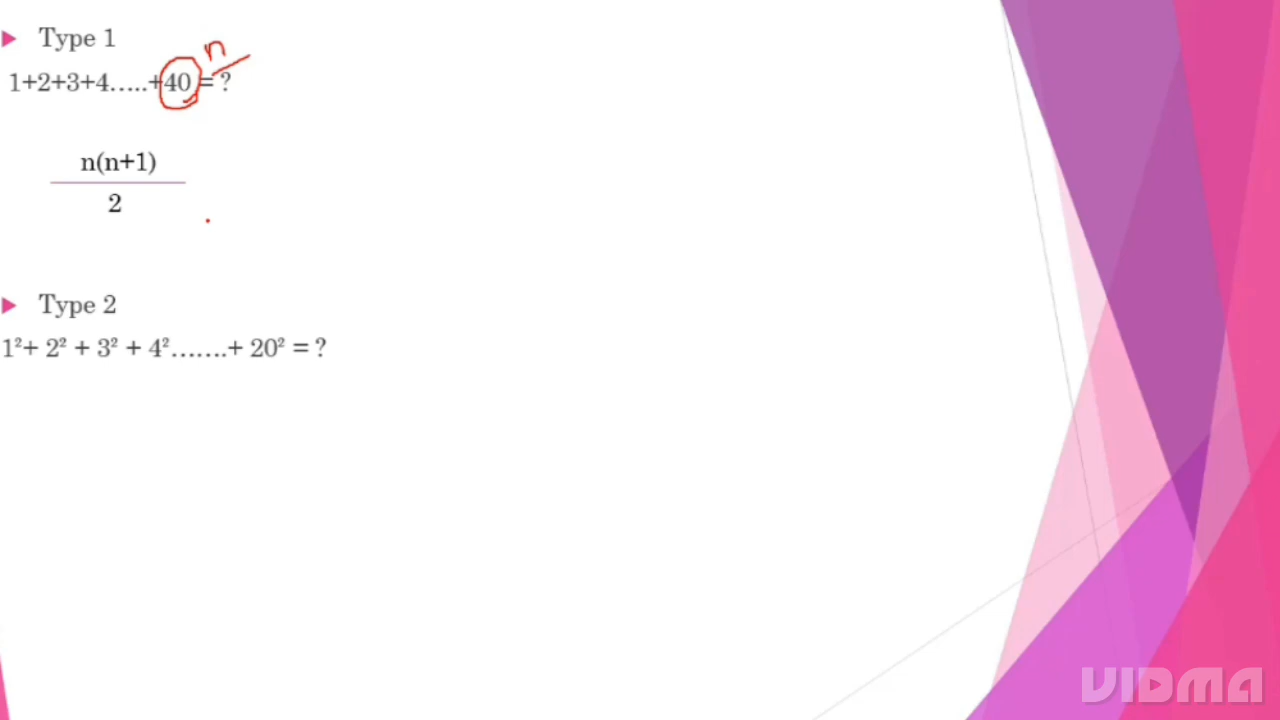 Type 1
n
1+2+3+4.....+40 = ?
n(n+1)
2
Type 2
1²+ 2² + 3² + 4².......+ 20² = ?
VIDMA